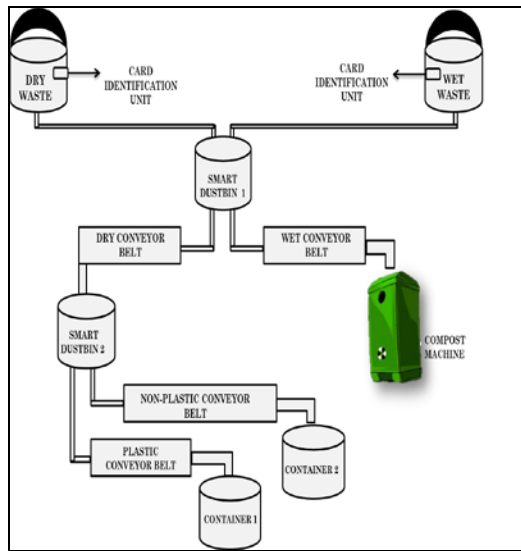 DRY
WASTE
CARD
IDENTIFICATION
UNIT
CARD
IDENTIFICATION
UNIT
WET
WASTE
SMART
DUSTBIN 1
DRY CONVEYOR
BELT
WET CONVEYOR
BELT
SMART
DUSTBIN 2
COMPOST
MACHINE
NON-PLASTIC CONVEYOR
BELT
PLASTIC
CONVEYOR BELT
CONTAINER 2
CONTAINER 1